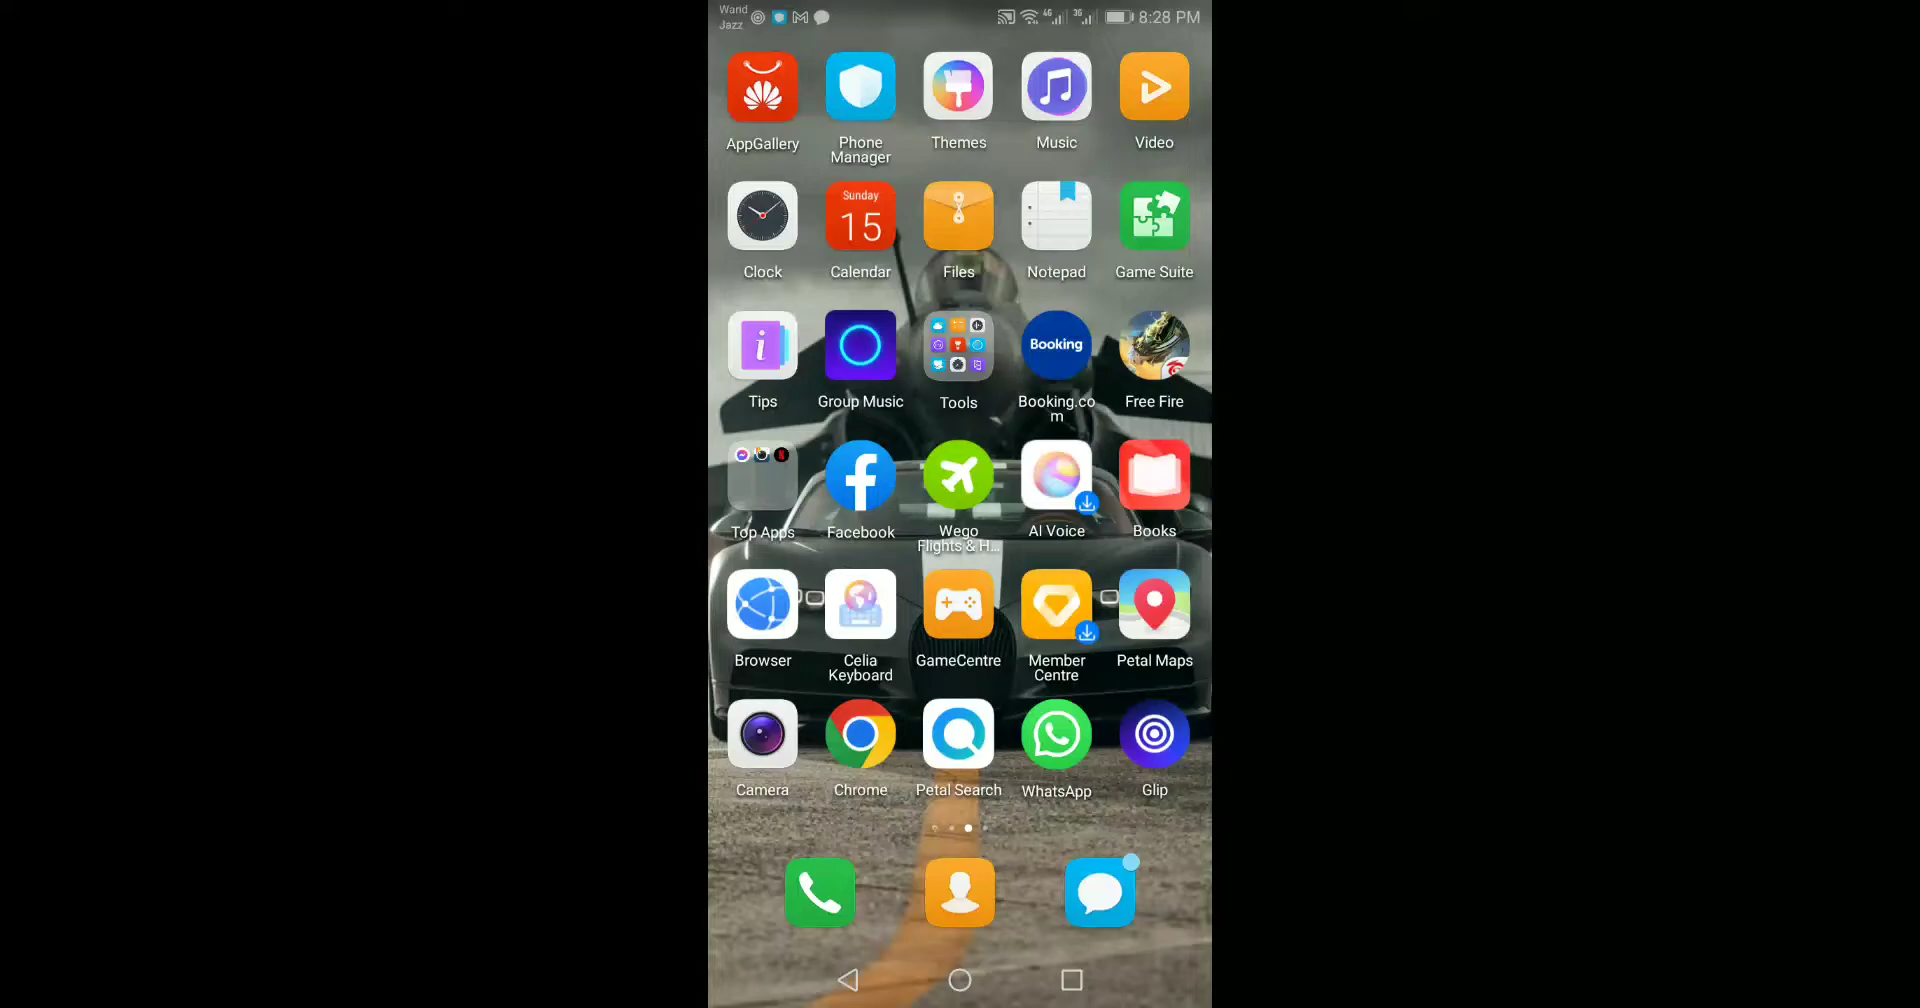 Warid
Jazz
4G
3G
8:28 PM
AppGallery
Phone
Manager
Themes
Music
Video
Sunday
15
Clock
Calendar
Files
Notepad
Game Suite
Booking
Tips
Group Music
Tools
Booking.co
m
Free Fire
Top Apps
Facebook
Wego
Flights & H...
AI Voice
Books
Browser
Celia
Keyboard
GameCentre
Member
Centre
Petal Maps
Camera
Chrome
Petal Search
WhatsApp
Glip